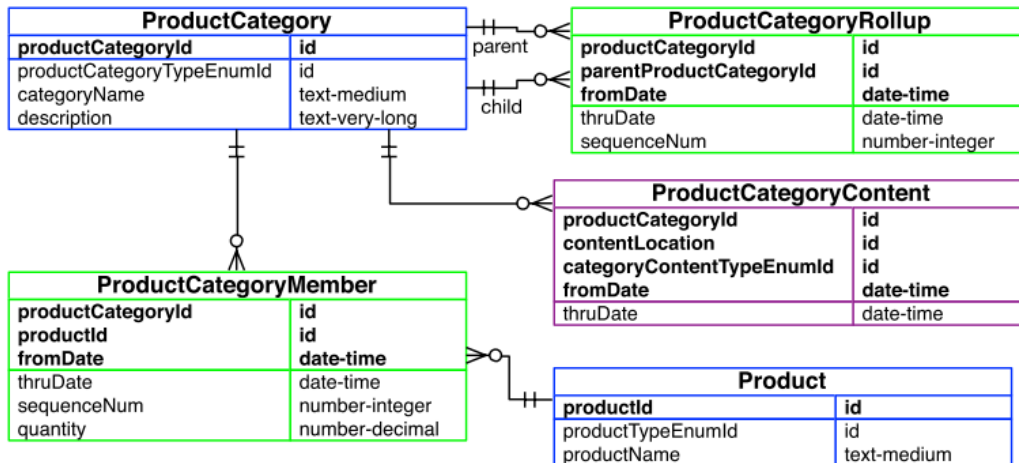 ProductCategory
productCategoryId id
productCategoryTypeEnumId id
categoryName text-medium
description text-very-long
parent
child
ProductCategoryRollup
productCategoryId id
parentProductCategoryId id
fromDate date-time
thruDate date-time
sequenceNum number-integer
ProductCategoryContent
productCategoryId id
contentLocation id
categoryContentTypeEnumId id
fromDate date-time
thruDate date-time
ProductCategoryMember
productCategoryId id
productId id
fromDate date-time
thruDate date-time
sequenceNum number-integer
quantity number-decimal
Product
productId id
productTypeEnumId id
productName text-medium